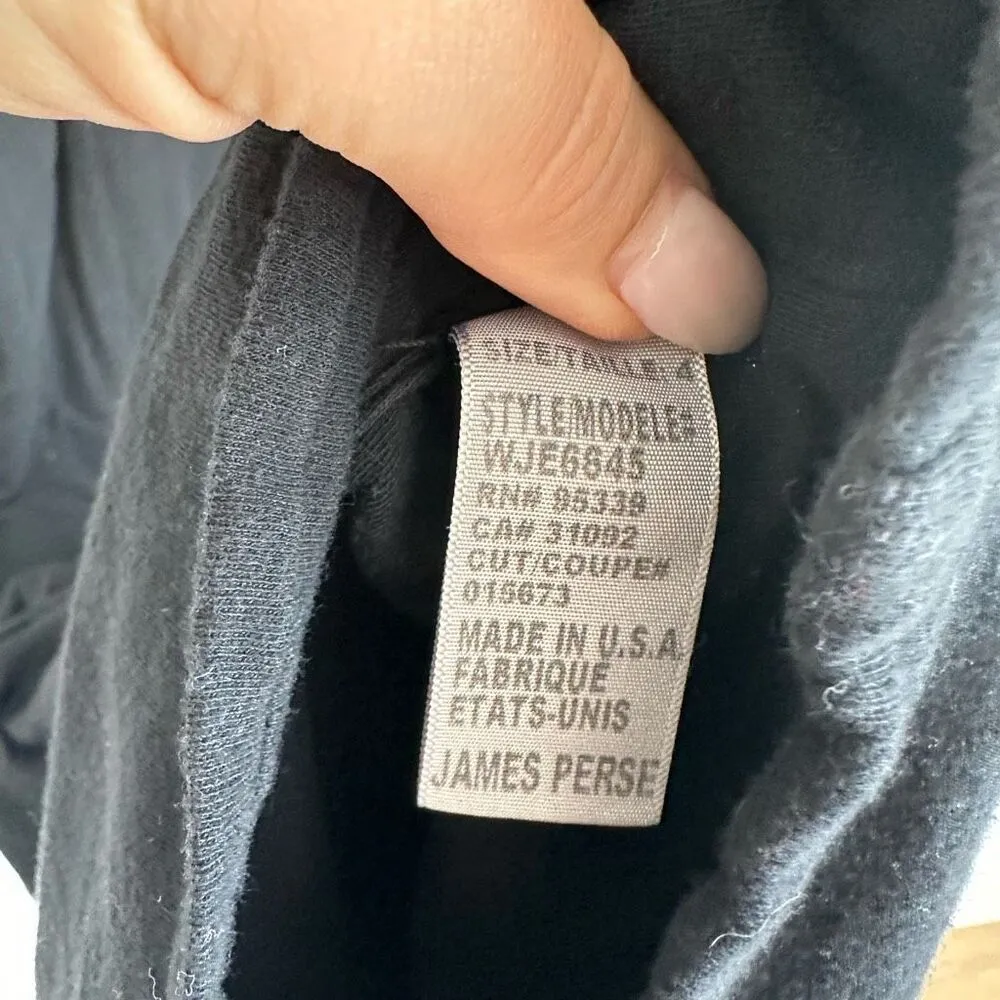 SIZE/TAILLE 4
STYLE/MODELE#
WJE6845
RN# 95339
CA# 31092
CUT/COUPE#
016673
MADE IN U.S.A.
FABRIQUE
ETATS-UNIS
JAMES PERSE